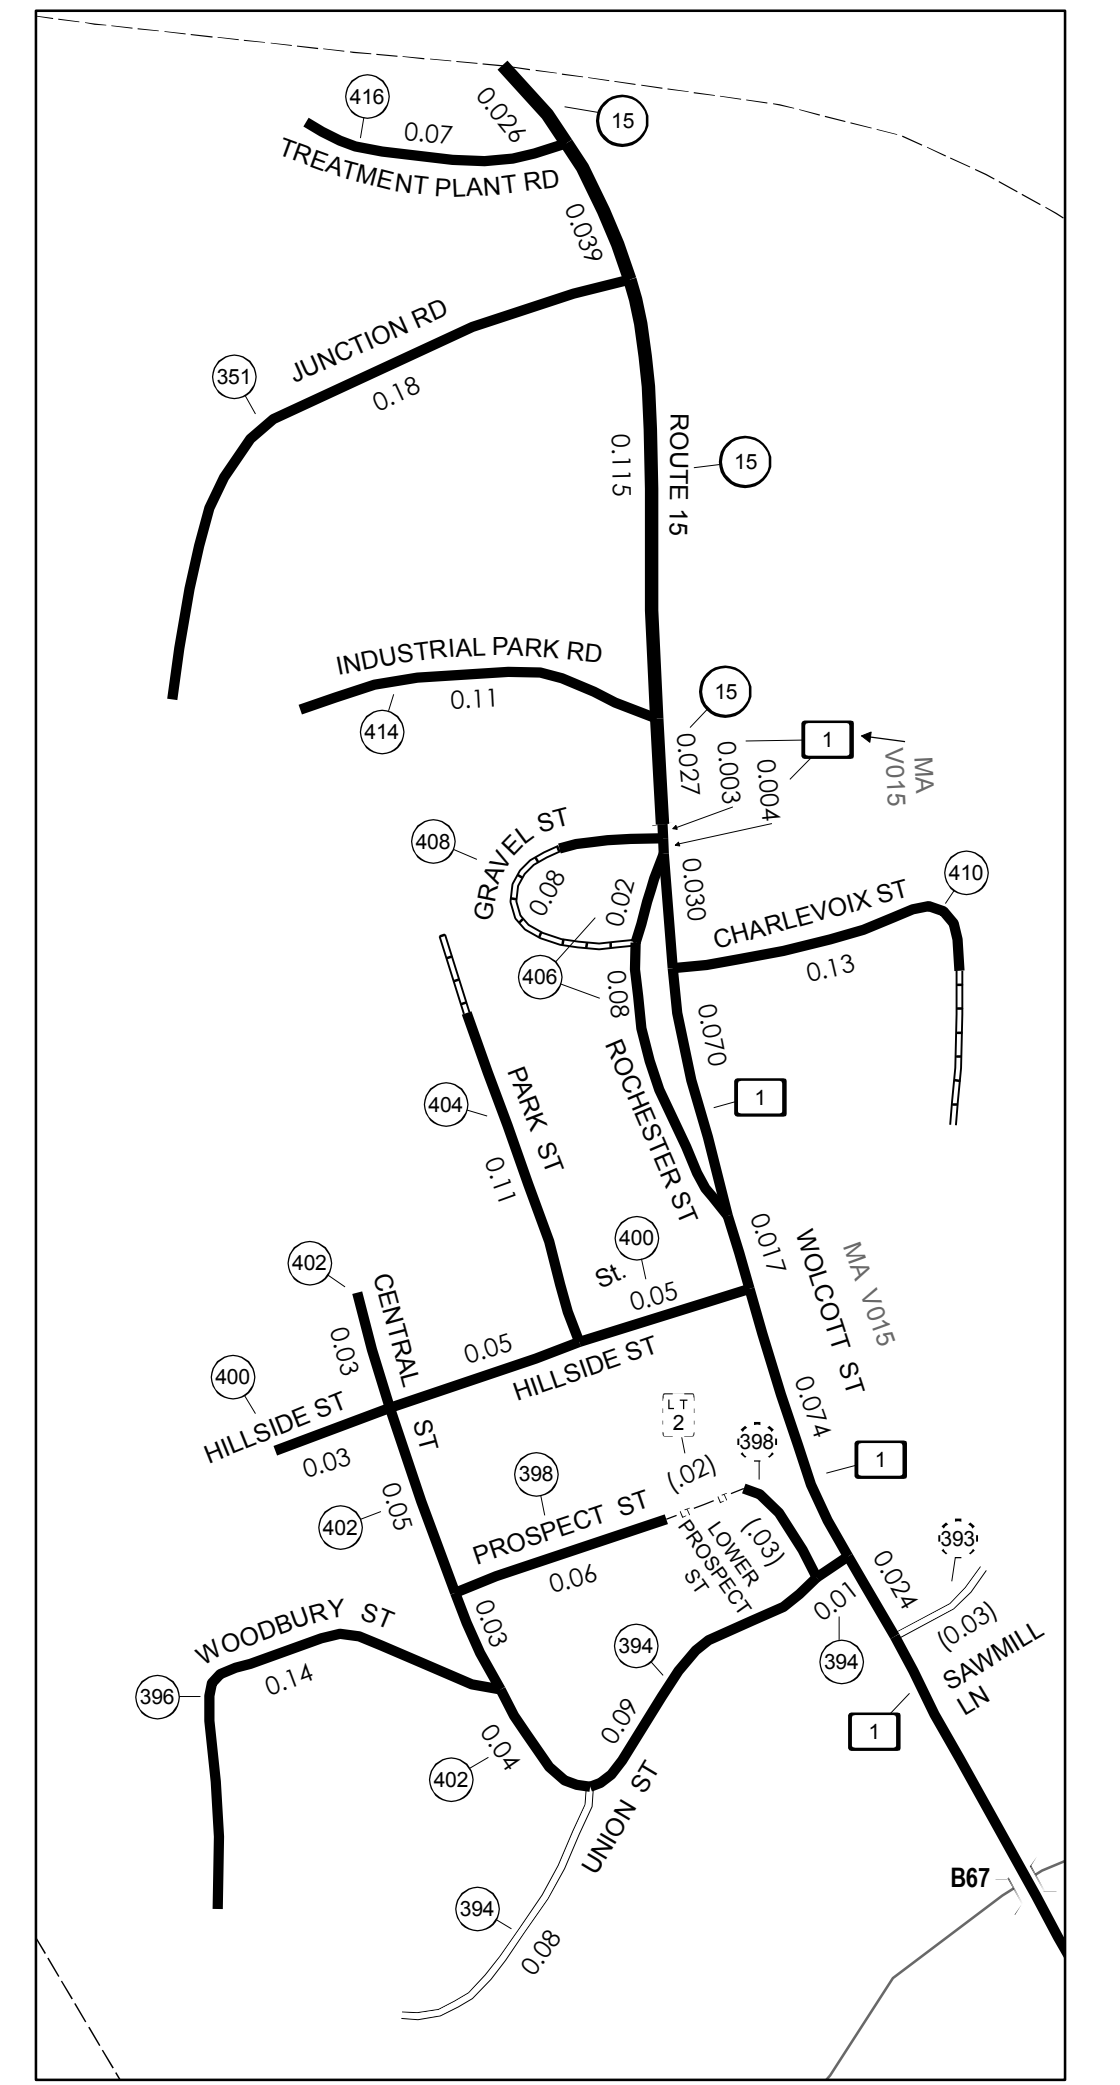 416
0.07
0.026
15
TREATMENT PLANT RD
0.039
JUNCTION RD
351
0.18
0.115
ROUTE 15
15
INDUSTRIAL PARK RD
0.11
414
15
0.027
0.003
0.004
1
MA
V015
408
GRAVEL ST
0.08
0.02
0.030
410
CHARLEVOIX ST
0.13
406
0.08
0.070
ROCHESTER ST
1
404
PARK ST
0.11
400
St.
0.05
0.017
WOLCOTT ST
MA V015
402
CENTRAL ST
0.03
0.05
HILLSIDE ST
400
HILLSIDE ST
0.03
0.074
L T
2
(.02)
398
1
398
PROSPECT ST
0.06
402
0.05
LT
LT
LOWER
PROSPECT
ST
(.03)
393
0.024
(0.03)
SAWMILL
LN
0.01
394
1
WOODBURY ST
0.03
0.14
396
394
0.09
0.04
402
UNION ST
B67
394
0.08